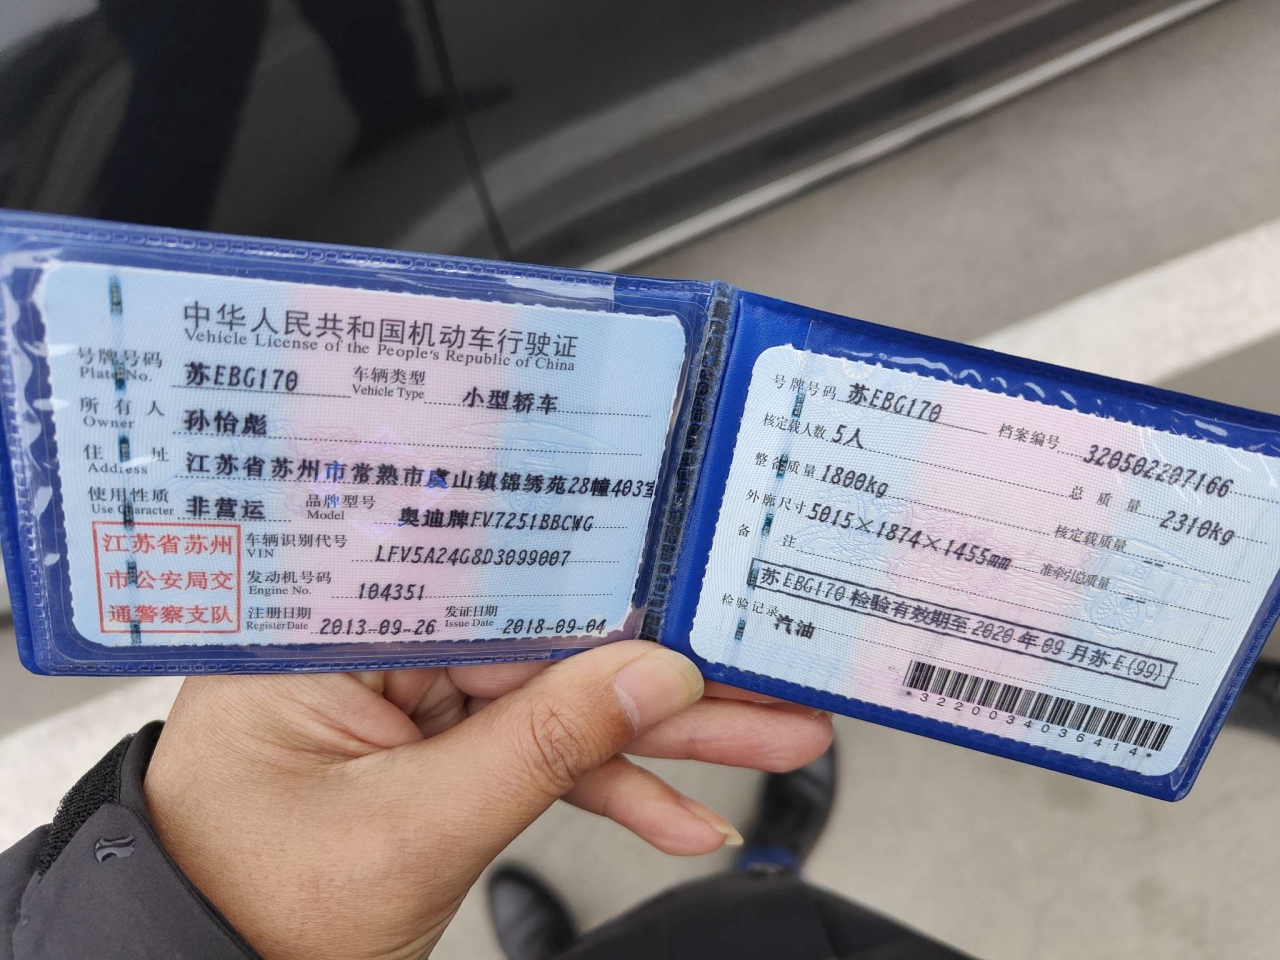 中华人民共和国机动车行驶证
Vehicle License of the People's Republic of China
号牌号码 苏EBG170 车辆类型 小型轿车
Plate No. Vehicle Type
所有人 孙怡彪
Owner
住址 江苏省苏州市常熟市虞山镇锦绣苑28幢403室
Address
使用性质 非营运 品牌型号 奥迪牌FV7251BBCWG
Use Character Model
江苏省苏州
市公安局交
通警察支队
车辆识别代号 LFV5A24G8D3099007
VIN
发动机号码 104351
Engine No.
注册日期 2013-09-26 发证日期 2018-09-04
Register Date Issue Date
号牌号码 苏EBG170 档案编号 320502207166
核定载人数 5人 总质量 2310kg
整备质量 1800kg 核定载质量 --
外廓尺寸 5015×1874×1455mm 准牵引总质量 --
备注
苏EBG170 检验有效期至 2020年09月苏E(99)
检验记录
汽油
*3220034036414*